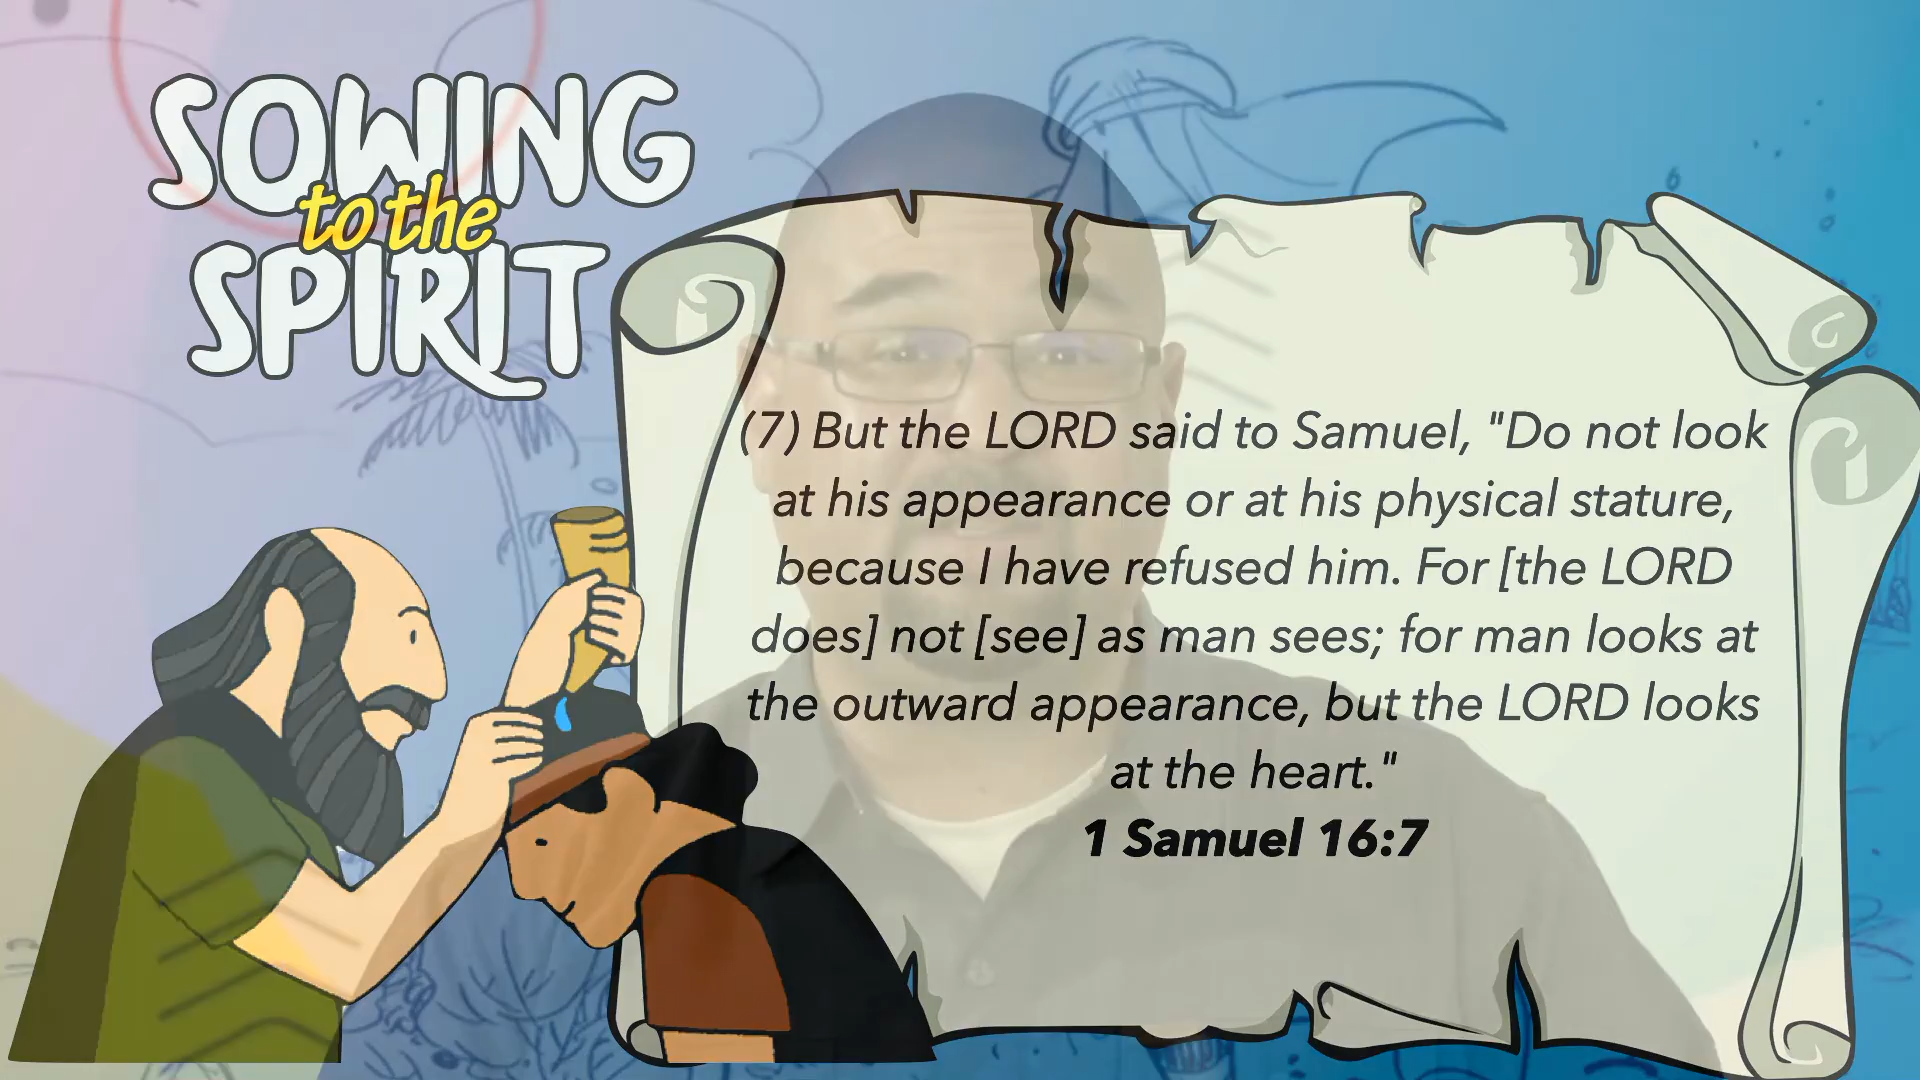 SOWING
to the
SPIRIT
(7) But the LORD said to Samuel, "Do not look
at his appearance or at his physical stature,
because I have refused him. For [the LORD
does] not [see] as man sees; for man looks at
the outward appearance, but the LORD looks
at the heart."
1 Samuel 16:7